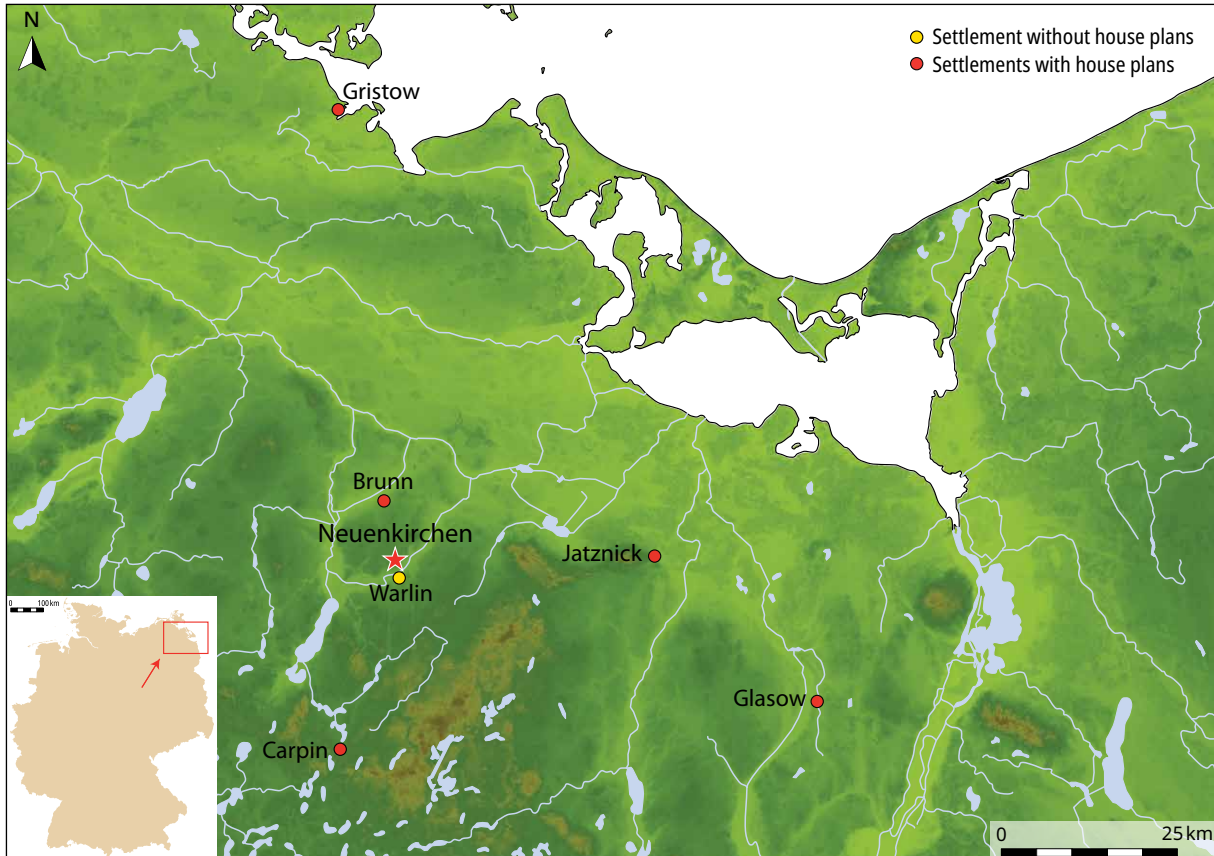 N
Settlement without house plans
Settlements with house plans
Gristow
Brunn
Neuenkirchen
Jatznick
Warlin
0 100 km
Glasow
Carpin
0 25 km